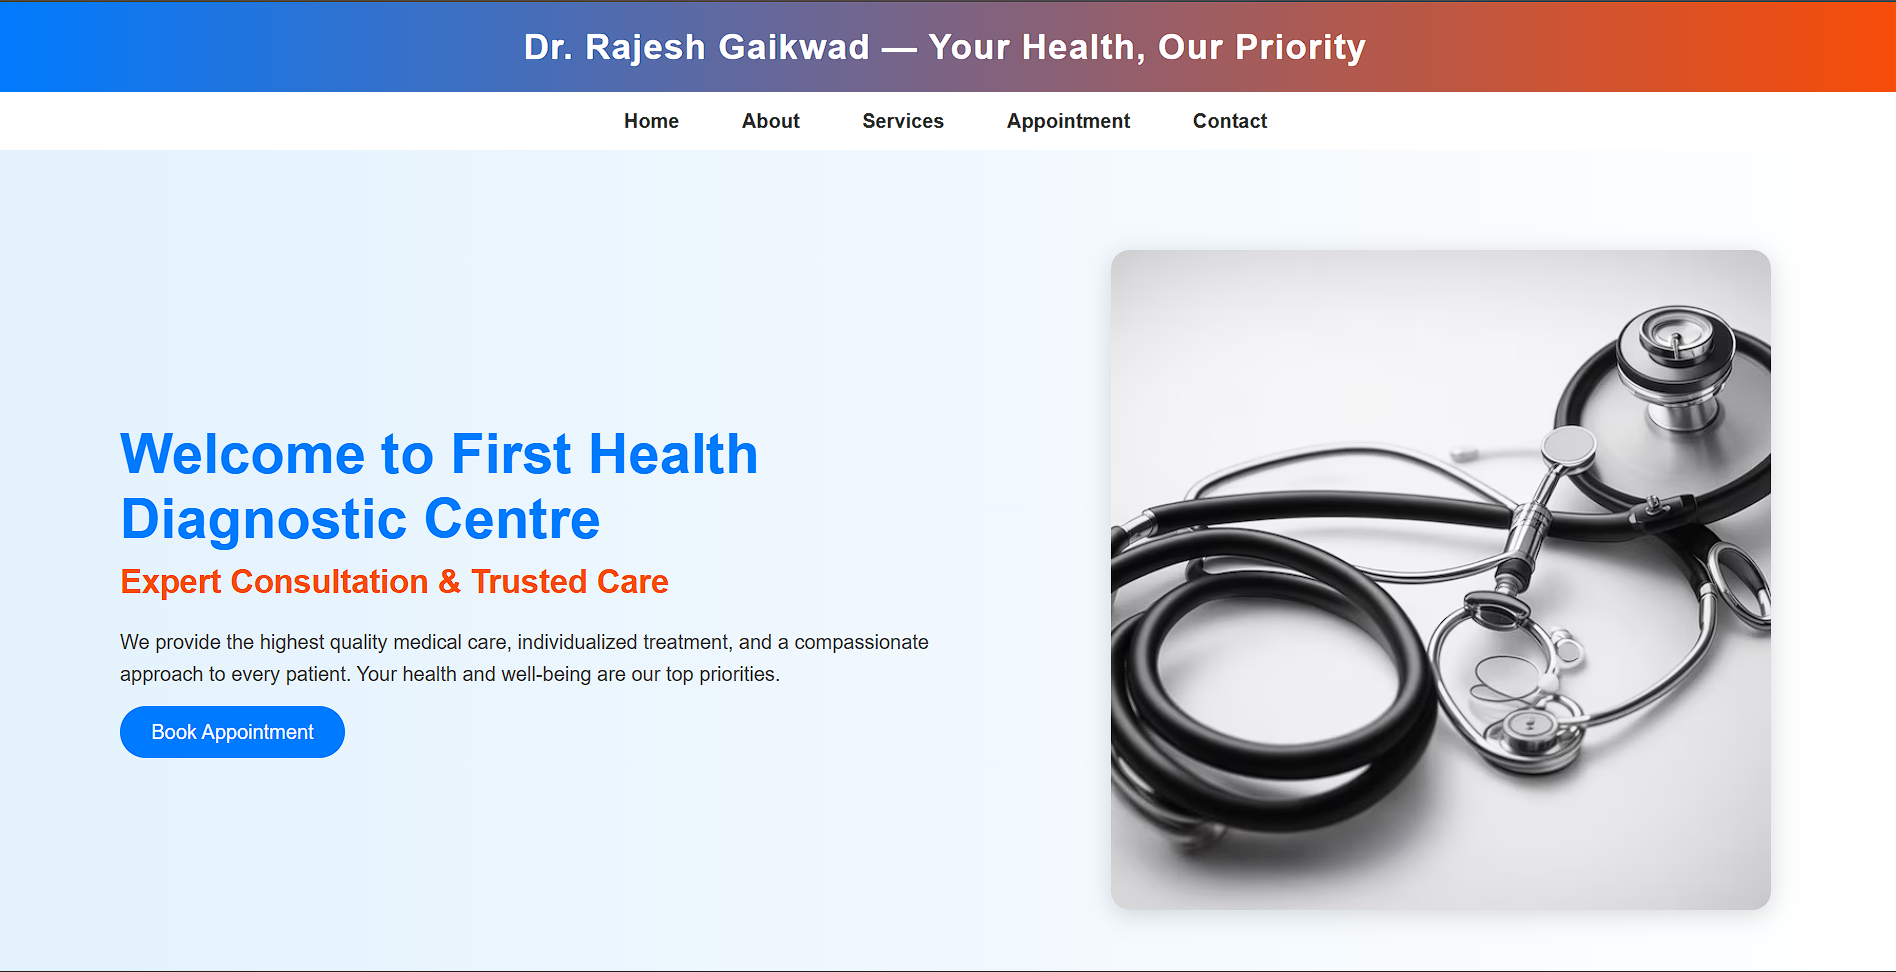 Dr. Rajesh Gaikwad — Your Health, Our Priority
Home About Services Appointment Contact
Welcome to First Health
Diagnostic Centre
Expert Consultation & Trusted Care
We provide the highest quality medical care, individualized treatment, and a compassionate
approach to every patient. Your health and well-being are our top priorities.
Book Appointment